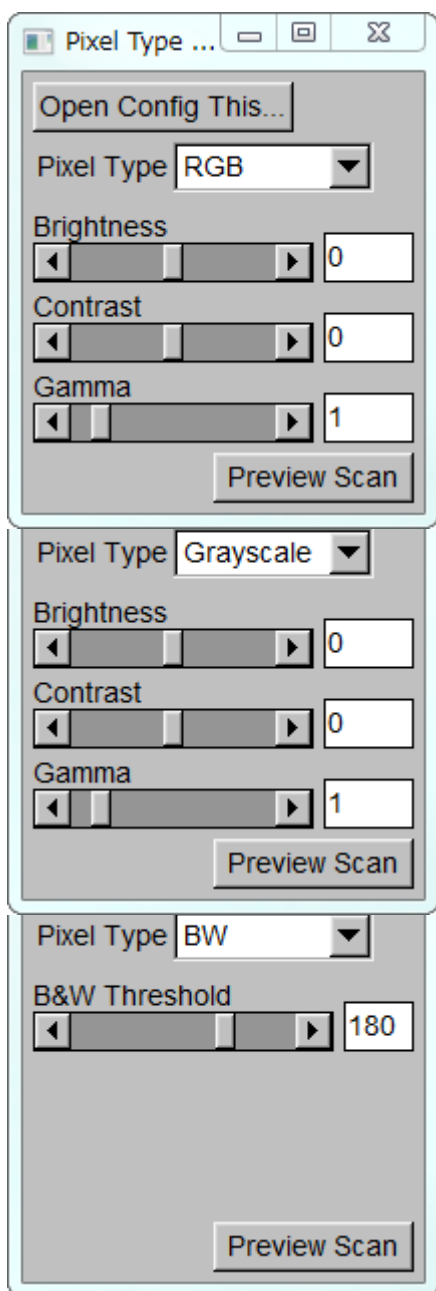 Pixel Type ...
Open Config This...
Pixel Type RGB
Brightness
0
Contrast
0
Gamma
1
Preview Scan
Pixel Type Grayscale
Brightness
0
Contrast
0
Gamma
1
Preview Scan
Pixel Type BW
B&W Threshold
180
Preview Scan